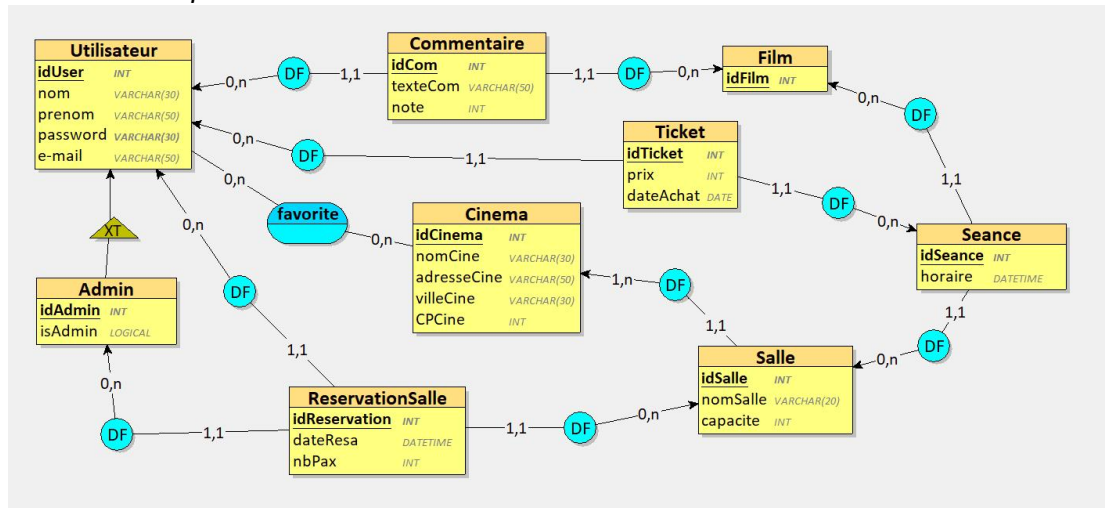 Utilisateur
idUser INT
nom VARCHAR(30)
prenom VARCHAR(50)
password VARCHAR(30)
e-mail VARCHAR(50)
0,n
DF
1,1
Commentaire
idCom INT
texteCom VARCHAR(50)
note INT
1,1
DF
0,n
Film
idFilm INT
0,n
DF
1,1
0,n
DF
1,1
Ticket
idTicket INT
prix INT
dateAchat DATE
1,1
DF
0,n
Seance
idSeance INT
horaire DATETIME
0,n
favorite
0,n
Cinema
idCinema INT
nomCine VARCHAR(30)
adresseCine VARCHAR(50)
villeCine VARCHAR(30)
CPCine INT
1,n
DF
1,1
1,1
DF
0,n
Salle
idSalle INT
nomSalle VARCHAR(20)
capacite INT
XT
0,n
DF
1,1
Admin
idAdmin INT
isAdmin LOGICAL
0,n
DF
1,1
ReservationSalle
idReservation INT
dateResa DATETIME
nbPax INT
1,1
DF
0,n